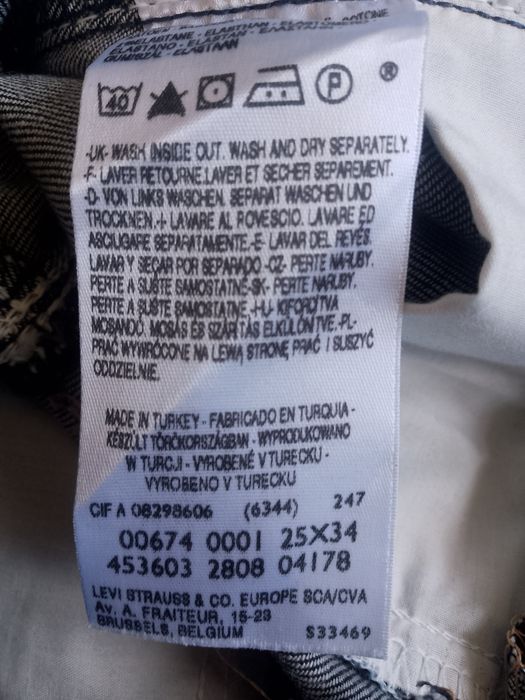 ELASTANO - ELASTAN - ELASZTAN
40 P ®
-UK- WASH INSIDE OUT. WASH AND DRY SEPARATELY.
-F- LAVER RETOURNE.LAVER ET SECHER SEPAREMENT.
-D- VON LINKS WASCHEN. SEPARAT WASCHEN UND
TROCKNEN.-I- LAVARE AL ROVESCIO. LAVARE ED
ASCIUGARE SEPARATAMENTE.-E- LAVAR DEL REVÉS.
LAVAR Y SECAR POR SEPARADO.-CZ- PERTE NARUBY.
PERTE A SUŠTE SAMOSTATNE-SK- PERTE NARUBY.
PERTE A SUŠTE SAMOSTATNE.-HU- KIFORDÍTVA
MOSANDÓ. MOSÁS ÉS SZÁRÍTÁS ELKÜLÖNÍTVE.-PL-
PRAĆ WYWRÓCONE NA LEWĄ STRONĘ PRAĆ I SUSZYĆ
ODDZIELNIE.
MADE IN TURKEY - FABRICADO EN TURQUIA -
KÉSZÜLT TÖRÖKORSZÁGBAN - WYPRODUKOWANO
W TURCJI - VYROBENÉ V TURECKU -
VYROBENO V TURECKU
CIF A 08298606 (6344) 247
00674 0001 25X34
453603 2808 04178
LEVI STRAUSS & CO. EUROPE SCA/CVA
Av. A. FRAITEUR, 15-23
BRUSSELS, BELGIUM S33469